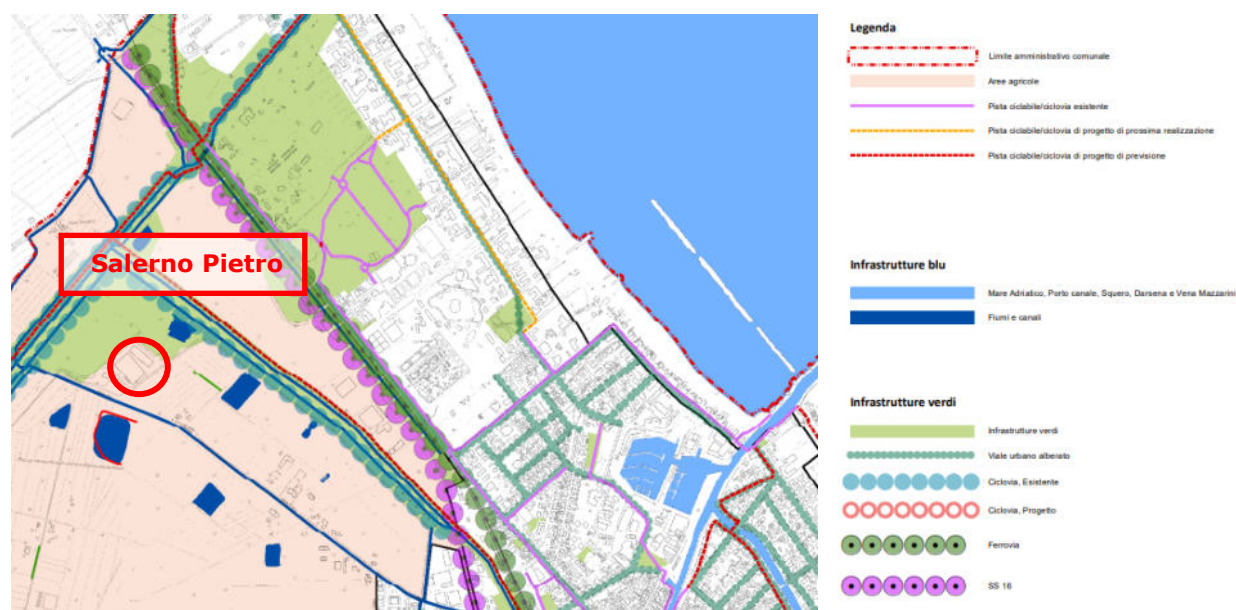 Salerno Pietro
Legenda
Limite amministrativo comunale
Aree agricole
Pista ciclabile/ciclovia esistente
Pista ciclabile/ciclovia di progetto di prossima realizzazione
Pista ciclabile/ciclovia di progetto di previsione
Infrastrutture blu
Mare Adriatico, Porto canale, Squero, Darsena e Vena Mazzarini
Fiumi e canali
Infrastrutture verdi
Infrastrutture verdi
Viale urbano alberato
Ciclovia, Esistente
Ciclovia, Progetto
Ferrovia
SS 16